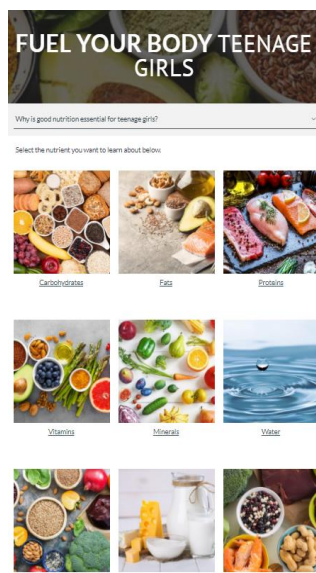 FUEL YOUR BODY TEENAGE
GIRLS
Why is good nutrition essential for teenage girls?
Select the nutrient you want to learn about below.
Carbohydrates
Fats
Proteins
Vitamins
Minerals
Water